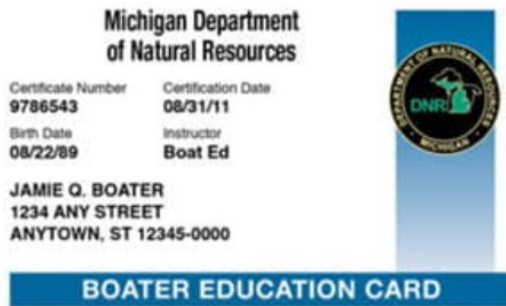 Michigan Department
of Natural Resources
Certificate Number Certification Date
9786543 08/31/11
Birth Date Instructor
08/22/89 Boat Ed
JAMIE Q. BOATER
1234 ANY STREET
ANYTOWN, ST 12345-0000
DEPARTMENT OF NATURAL RESOURCES
DNR
MICHIGAN
BOATER EDUCATION CARD